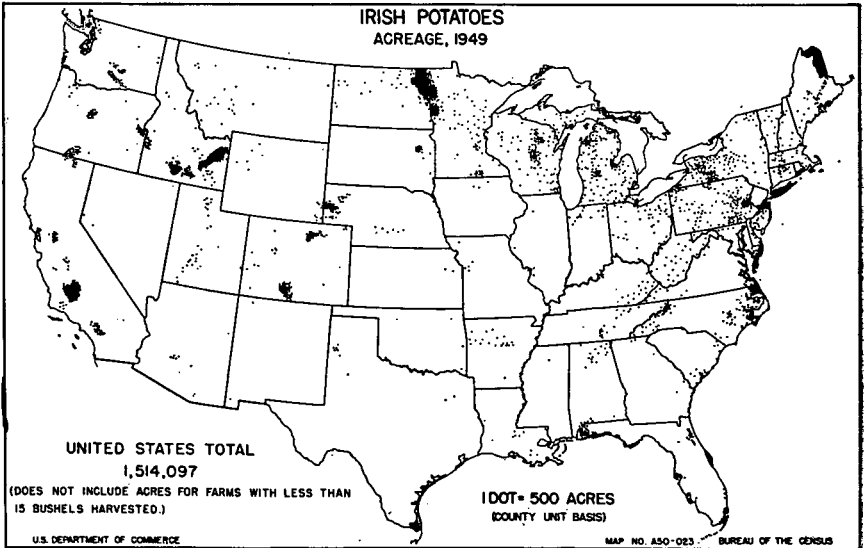 IRISH POTATOES
ACREAGE, 1949
UNITED STATES TOTAL
1,514,097
(DOES NOT INCLUDE ACRES FOR FARMS WITH LESS THAN
15 BUSHELS HARVESTED.)
1 DOT= 500 ACRES
(COUNTY UNIT BASIS)
U.S. DEPARTMENT OF COMMERCE
MAP NO. A50-023
BUREAU OF THE CENSUS